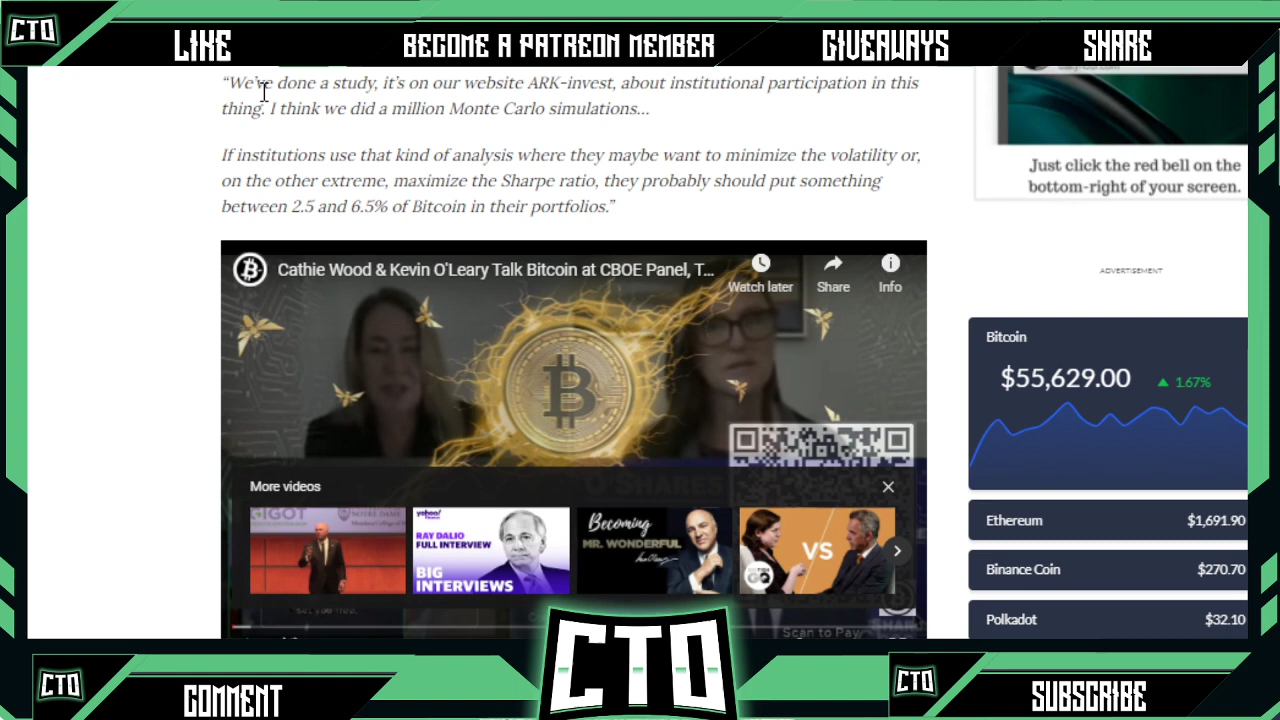 CTO
LIKE
BECOME A PATREON MEMBER
GIVEAWAYS
SHARE
“We’ve done a study, it’s on our website ARK-invest, about institutional participation in this
thing. I think we did a million Monte Carlo simulations…
If institutions use that kind of analysis where they maybe want to minimize the volatility or,
on the other extreme, maximize the Sharpe ratio, they probably should put something
between 2.5 and 6.5% of Bitcoin in their portfolios.”
Just click the red bell on the
bottom-right of your screen.
ADVERTISEMENT
Cathie Wood & Kevin O'Leary Talk Bitcoin at CBOE Panel, T...
Watch later
Share
Info
Bitcoin
$55,629.00
1.67%
Ethereum
$1,691.90
Binance Coin
$270.70
Polkadot
$32.10
More videos
yahoo!
finance
RAY DALIO
FULL INTERVIEW
BIG
INTERVIEWS
Becoming
MR. WONDERFUL
VS
GQ
Scan to Pay
CTO
CTO
COMMENT
CTO
SUBSCRIBE